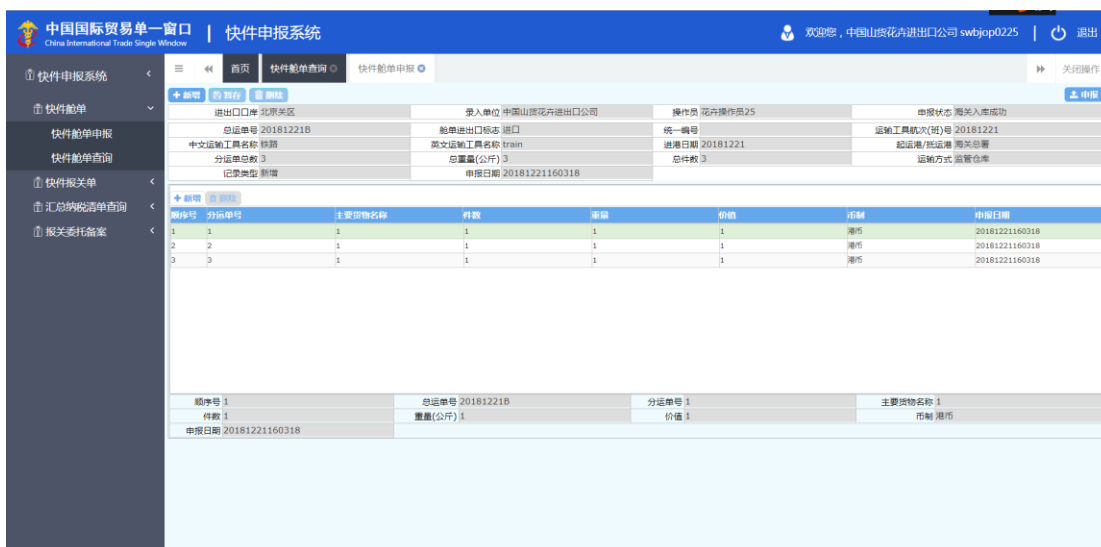 中国国际贸易单一窗口 | 快件申报系统 欢迎您，中国山货花卉进出口公司 swbjop0225 | 退出
China International Trade Single Window
快件申报系统 首页 快件舱单查询 快件舱单申报 关闭操作
+ 新增 暂存 删除 申报
进出口口岸 北京关区 录入单位 中国山货花卉进出口公司 操作员 花卉操作员25 申报状态 海关入库成功
快件舱单
总运单号 20181221B 舱单进出口标志 进口 统一编号 运输工具航次(班)号 20181221
快件舱单申报
中文运输工具名称 铁路 英文运输工具名称 train 进港日期 20181221 起运港/抵运港 海关总署
快件舱单查询
分运单总数 3 总重量(公斤) 3 总件数 3 运输方式 监管仓库
记录类型 新增 申报日期 20181221160318
快件报关单
+ 新增 删除
汇总纳税清单查询
顺序号 分运单号 主要货物名称 件数 重量 价值 币制 申报日期
报关委托备案
1 1 1 1 1 1 港币 20181221160318
2 2 1 1 1 1 港币 20181221160318
3 3 1 1 1 1 港币 20181221160318
顺序号 1 总运单号 20181221B 分运单号 1 主要货物名称 1
件数 1 重量(公斤) 1 价值 1 币制 港币
申报日期 20181221160318